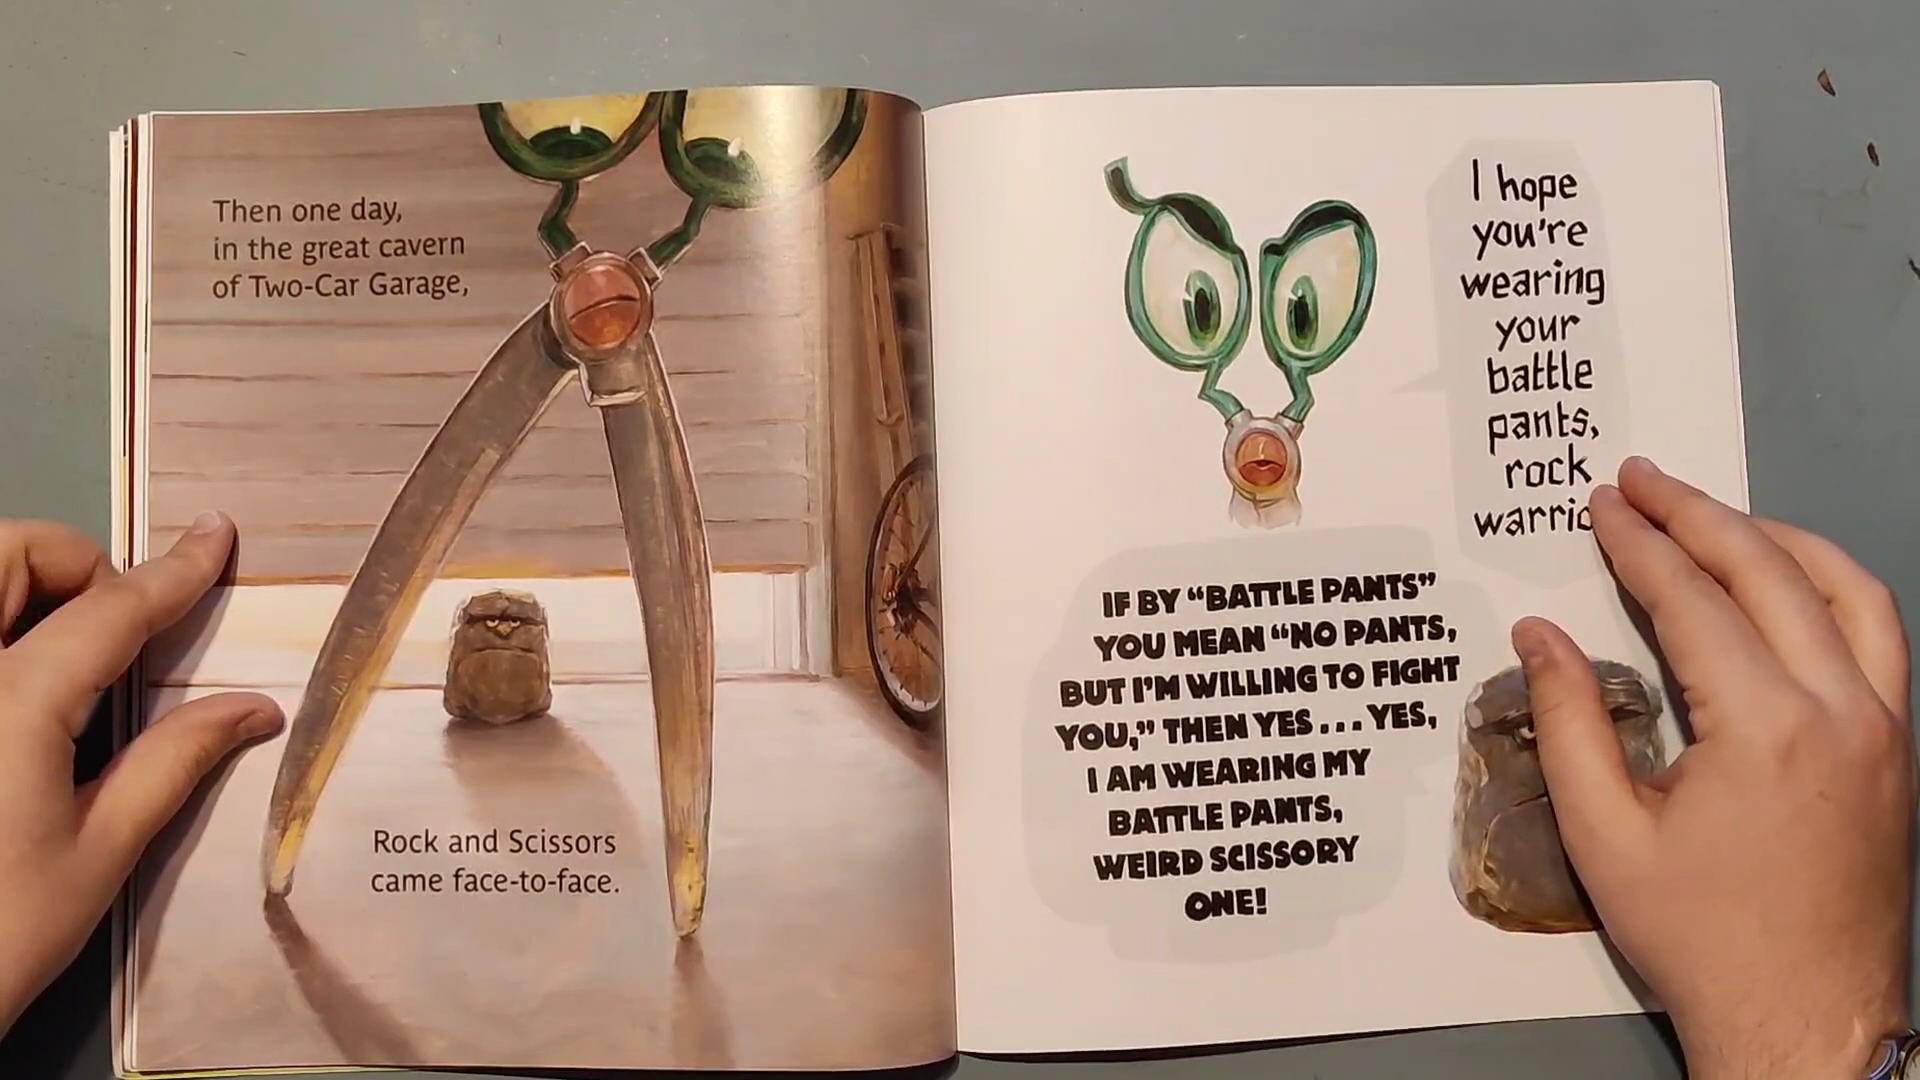 Then one day,
in the great cavern
of Two-Car Garage,
Rock and Scissors
came face-to-face.
I hope
you're
wearing
your
battle
pants,
rock
IF BY “BATTLE PANTS”
YOU MEAN “NO PANTS,
BUT I'M WILLING TO FIGHT
YOU,” THEN YES . . . YES,
I AM WEARING MY
BATTLE PANTS,
WEIRD SCISSORY
ONE!